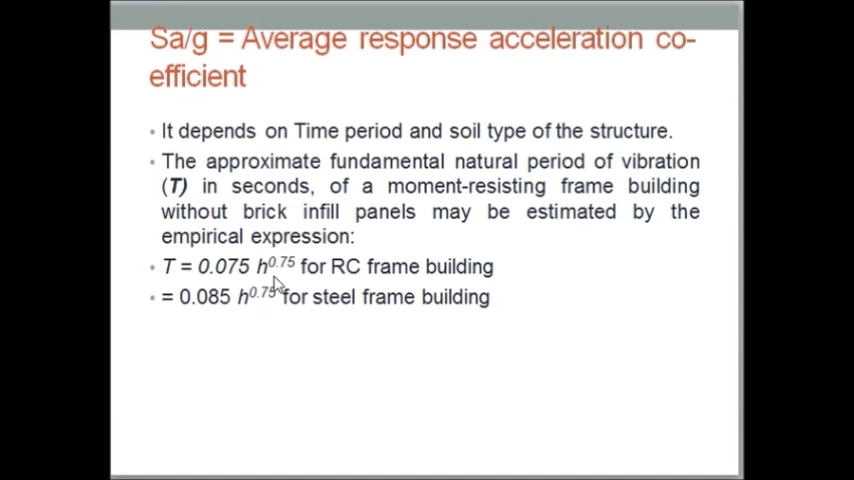 Sa/g = Average response acceleration co-
efficient
• It depends on Time period and soil type of the structure.
• The approximate fundamental natural period of vibration
(T) in seconds, of a moment-resisting frame building
without brick infill panels may be estimated by the
empirical expression:
• T = 0.075 h^0.75 for RC frame building
• = 0.085 h^0.75 for steel frame building